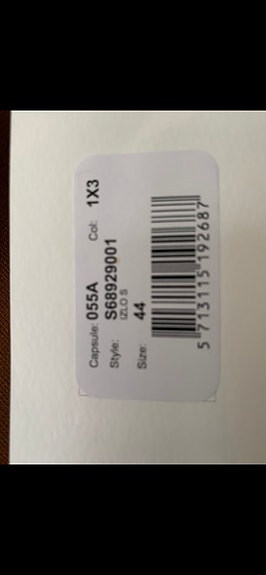 Capsule: 055A Col: 1X3
Style: S68929001
IZLO S
Size: 44
5 713115 192687